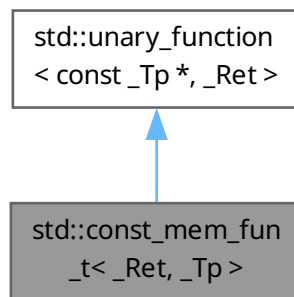 std::unary_function
< const _Tp *, _Ret >
std::const_mem_fun
_t< _Ret, _Tp >